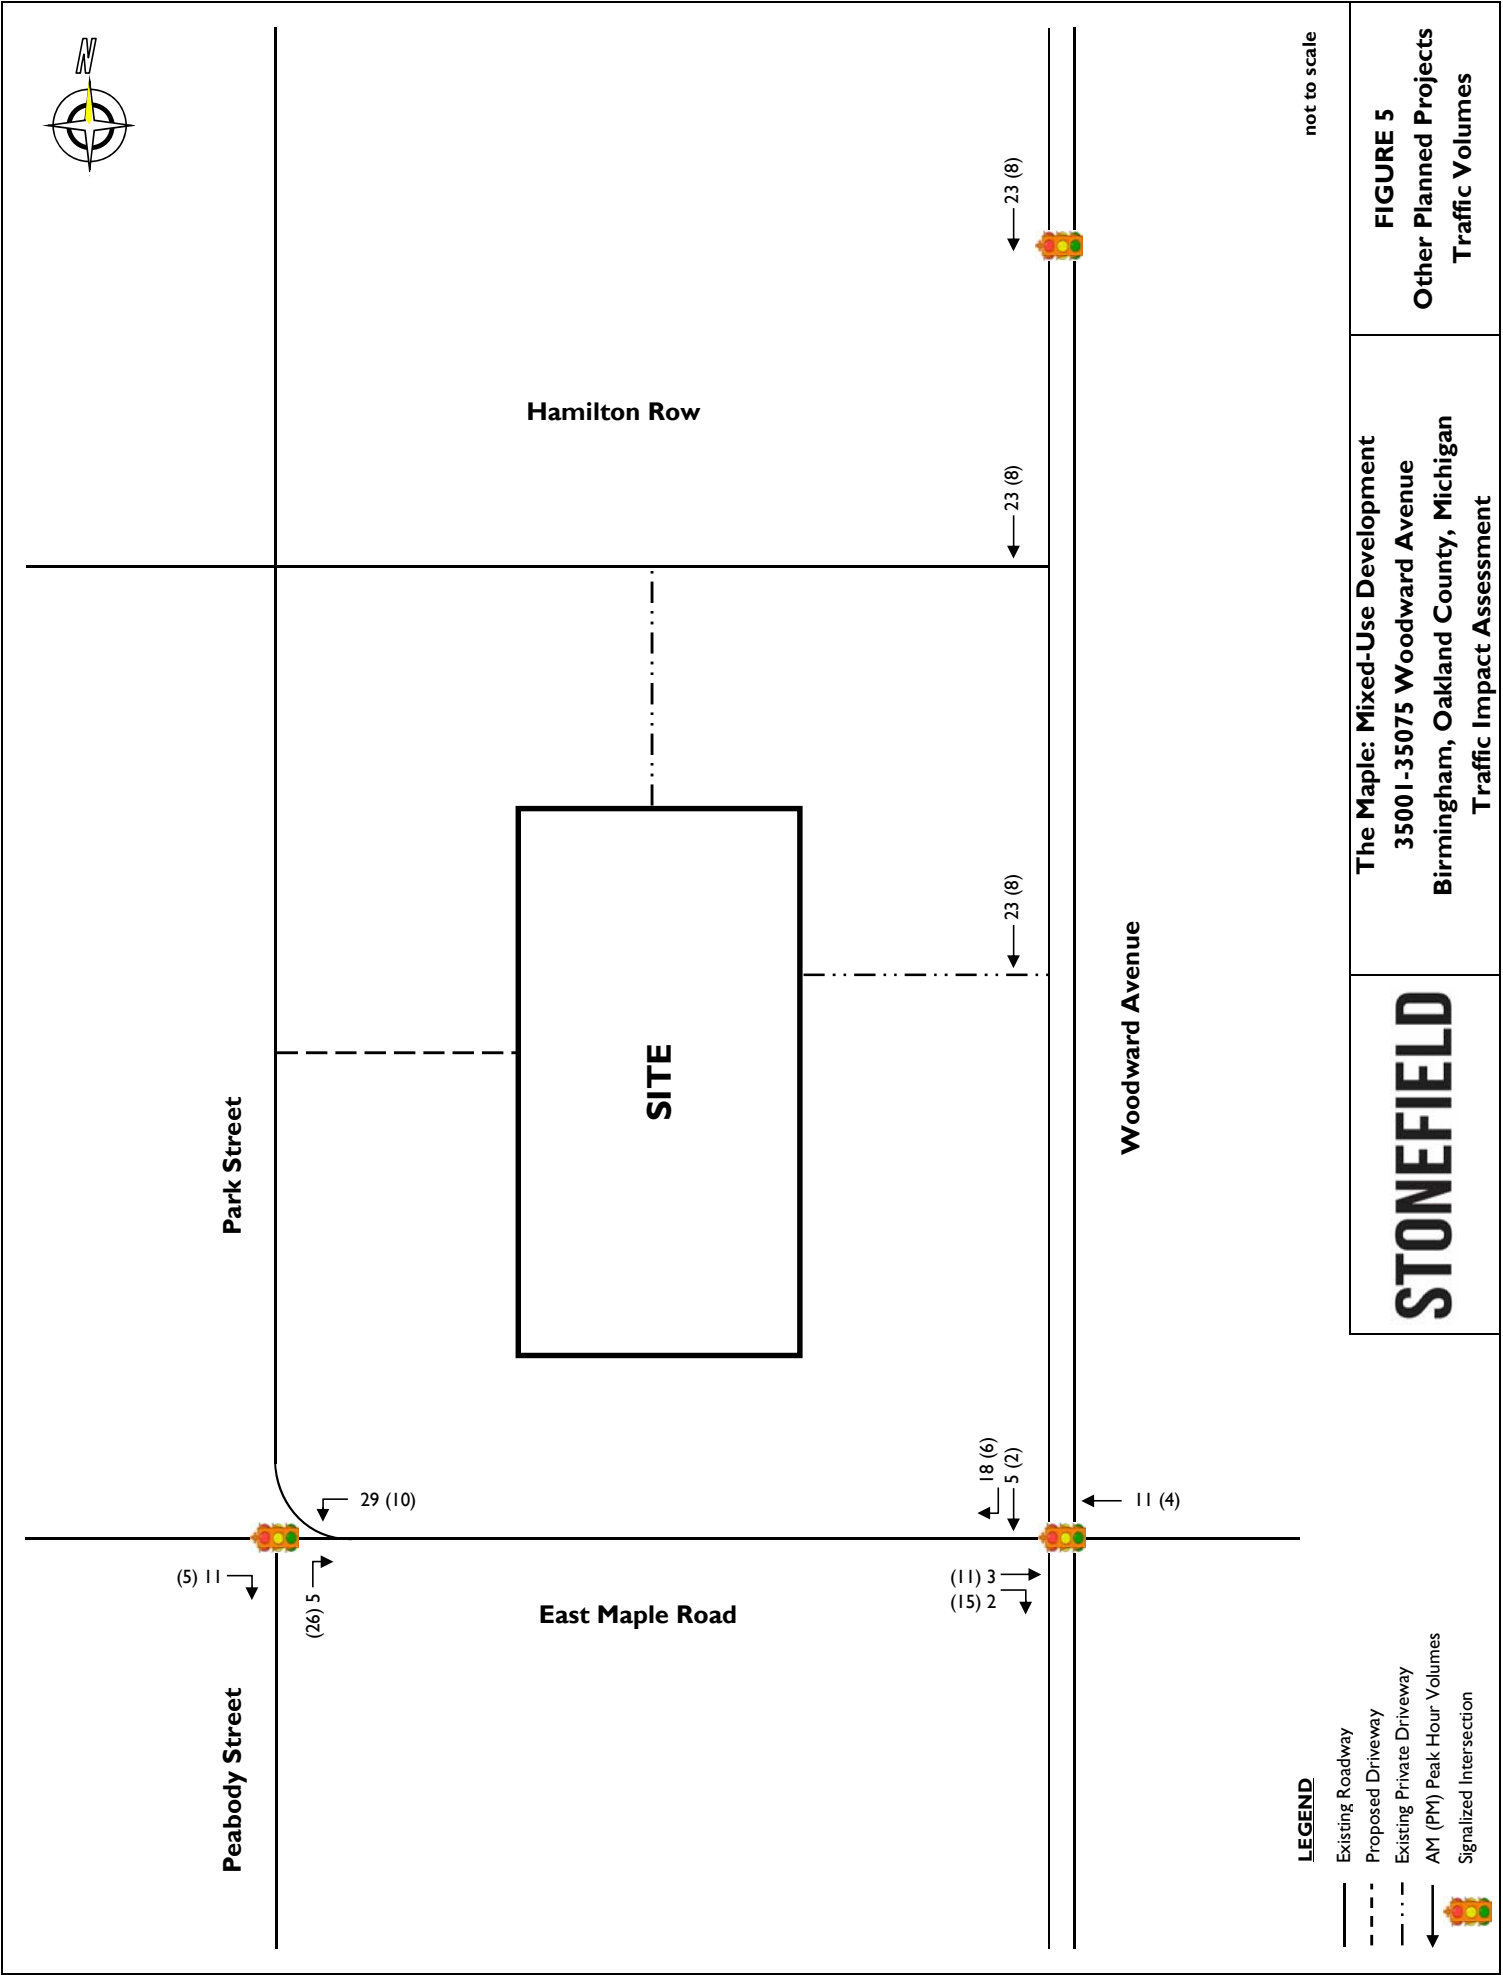 N
Peabody Street
Park Street
(5) 11
29 (10)
(26) 5
Hamilton Row
East Maple Road
SITE
23 (8)
23 (8)
23 (8)
18 (6)
5 (2)
(11) 3
(15) 2
11 (4)
Woodward Avenue
not to scale
LEGEND
Existing Roadway
Proposed Driveway
Existing Private Driveway
AM (PM) Peak Hour Volumes
Signalized Intersection
STONEFIELD
The Maple: Mixed-Use Development
35001-35075 Woodward Avenue
Birmingham, Oakland County, Michigan
Traffic Impact Assessment
FIGURE 5
Other Planned Projects
Traffic Volumes